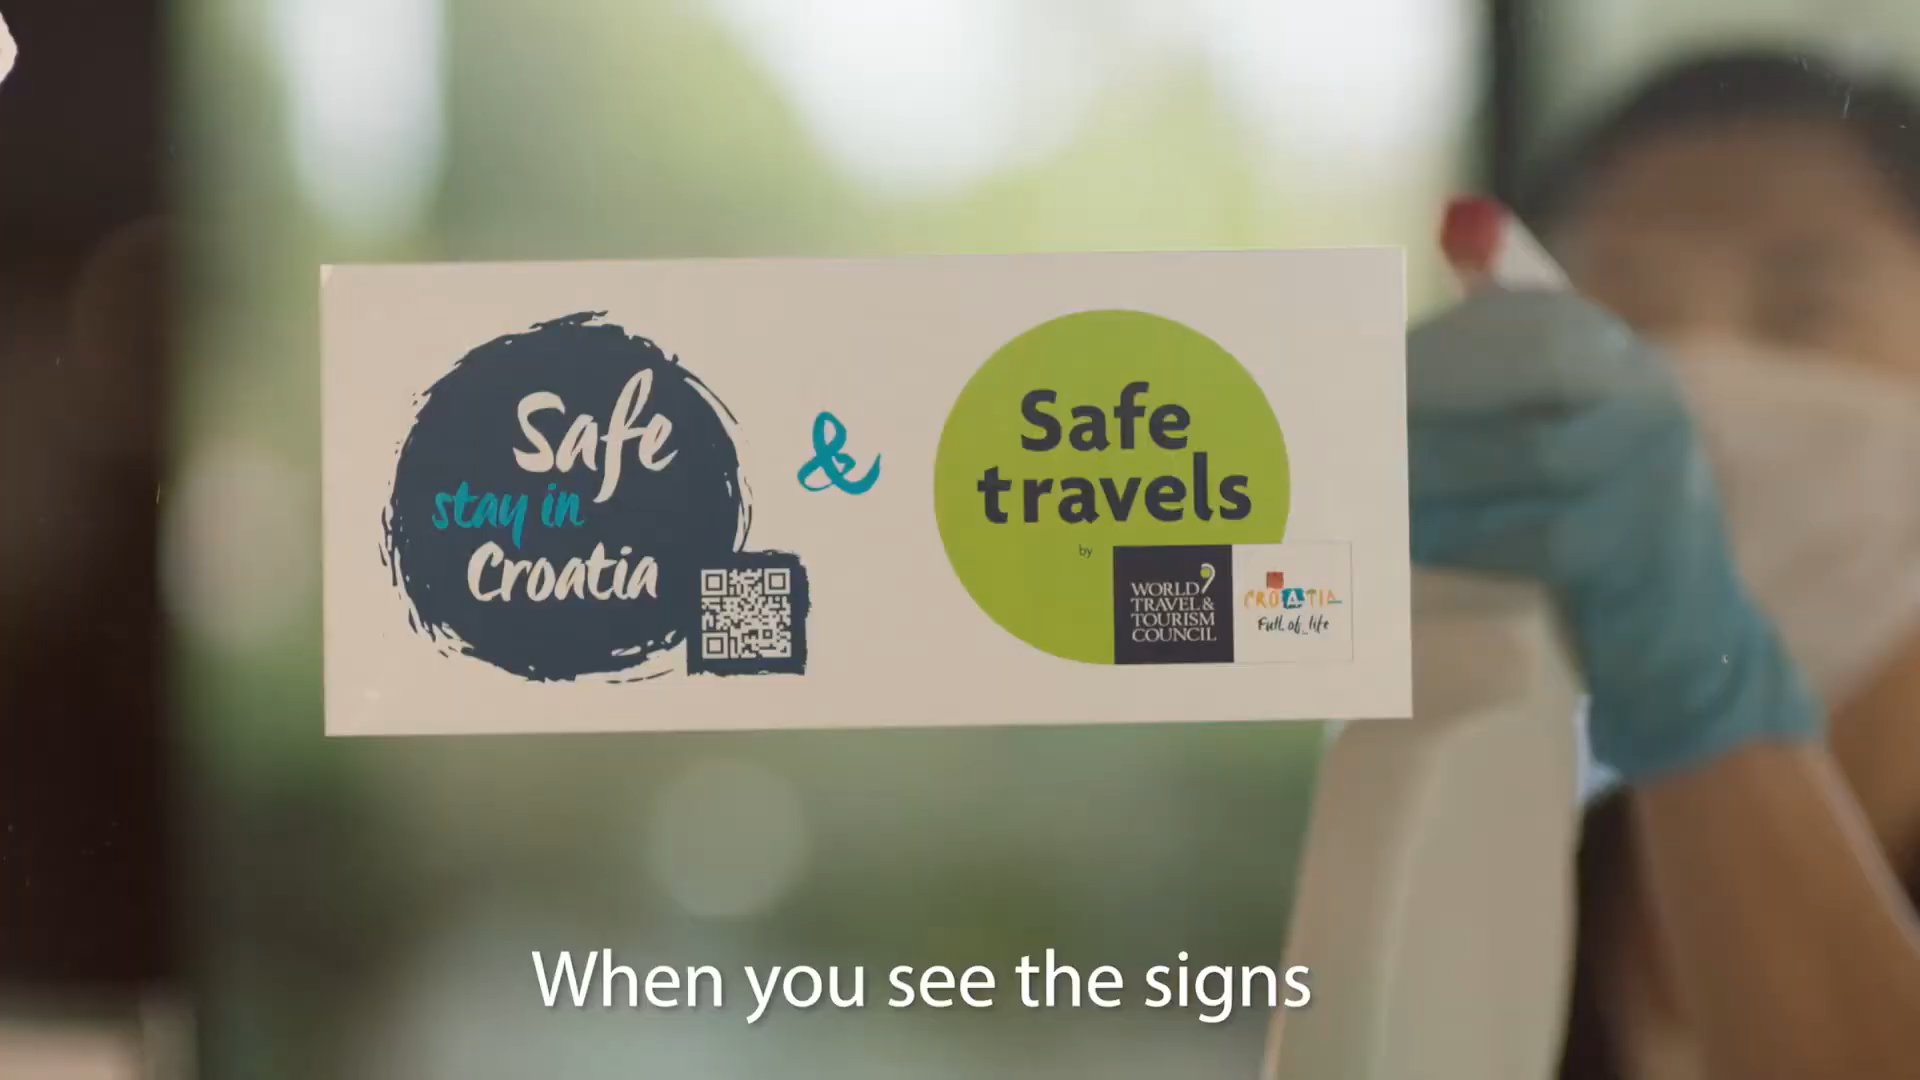 Safe
stay in
Croatia
&
Safe
travels
by
WORLD
TRAVEL &
TOURISM
COUNCIL
CROATIA
Full of life
When you see the signs